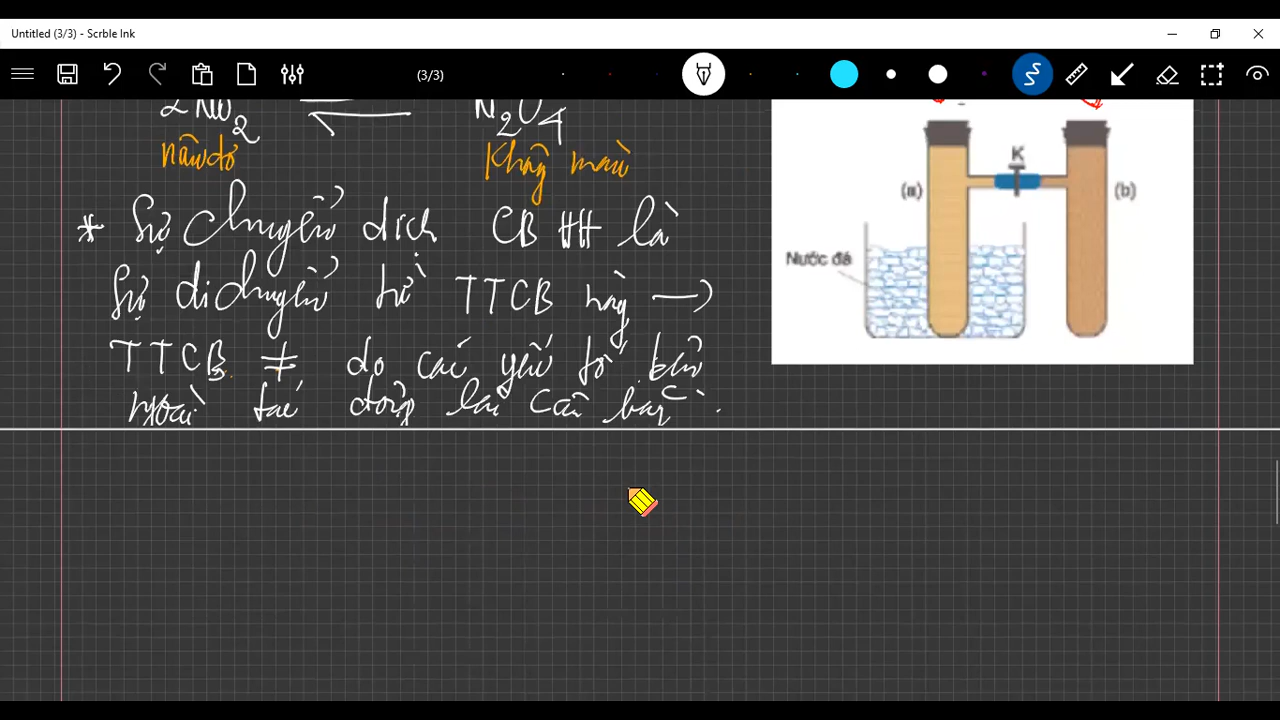 Untitled (3/3) - Scrble Ink
(3/3)
2NO2 ⇌ N2O4
nâu đỏ
không màu
* Sự chuyển dịch CB HH là
sự di chuyển từ TTCB này →
TTCB ≠ do các yếu tố bên
ngoài tác động lên cân bằng.
K
(a)
(b)
Nước đá